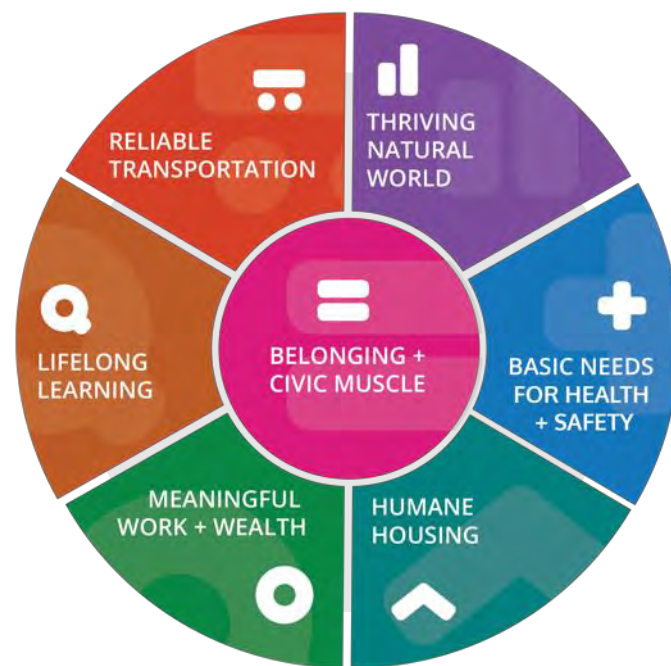 RELIABLE
TRANSPORTATION
THRIVING
NATURAL
WORLD
LIFELONG
LEARNING
BELONGING +
CIVIC MUSCLE
BASIC NEEDS
FOR HEALTH
+ SAFETY
MEANINGFUL
WORK + WEALTH
HUMANE
HOUSING